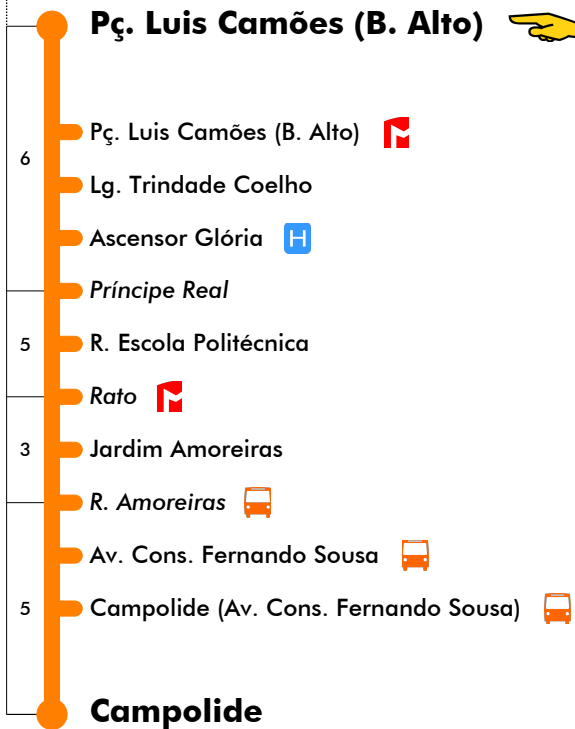 Pç. Luis Camões (B. Alto)
Pç. Luis Camões (B. Alto)
6
Lg. Trindade Coelho
Ascensor Glória H
Príncipe Real
5 R. Escola Politécnica
Rato
3 Jardim Amoreiras
R. Amoreiras
Av. Cons. Fernando Sousa
5 Campolide (Av. Cons. Fernando Sousa)
Campolide